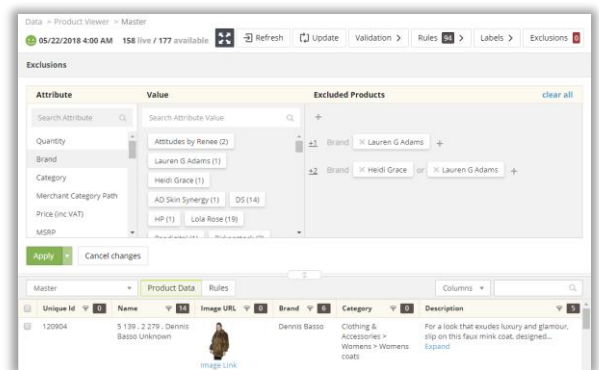 Data > Product Viewer > Master
05/22/2018 4:00 AM 158 live / 177 available Refresh Update Validation > Rules 94 > Labels > Exclusions 0
Exclusions
Attribute Value Excluded Products clear all
Search Attribute Search Attribute Value +
Quantity Attitudes by Renee (2) +1 Brand × Lauren G Adams +
Brand Lauren G Adams (1)
Category Heidi Grace (1) +2 Brand × Heidi Grace or × Lauren G Adams +
Merchant Category Path AD Skin Synergy (1) DS (14)
Price (inc VAT) HP (1) Lola Rose (19)
MSRP
Apply Cancel changes
Master Product Data Rules Columns
Unique Id 0 Name 14 Image URL 0 Brand 6 Category 0 Description 5
120904 5 139 . 2 279 . Dennis Dennis Basso Clothing & For a look that exudes luxury and glamour,
Basso Unknown Accessories > slip on this faux mink coat, designed...
Womens > Womens Expand
coats
Image Link